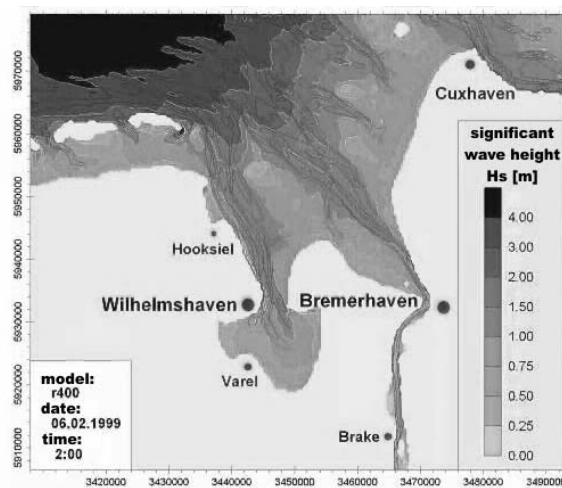 5970000
5960000
5950000
5940000
5930000
5920000
5910000
Cuxhaven
Hooksiel
Wilhelmshaven
Bremerhaven
Varel
Brake
significant
wave height
Hs [m]
4.00
3.00
2.00
1.50
1.00
0.75
0.50
0.25
0.00
model:
r400
date:
06.02.1999
time:
2:00
3420000 3430000 3440000 3450000 3460000 3470000 3480000 3490000